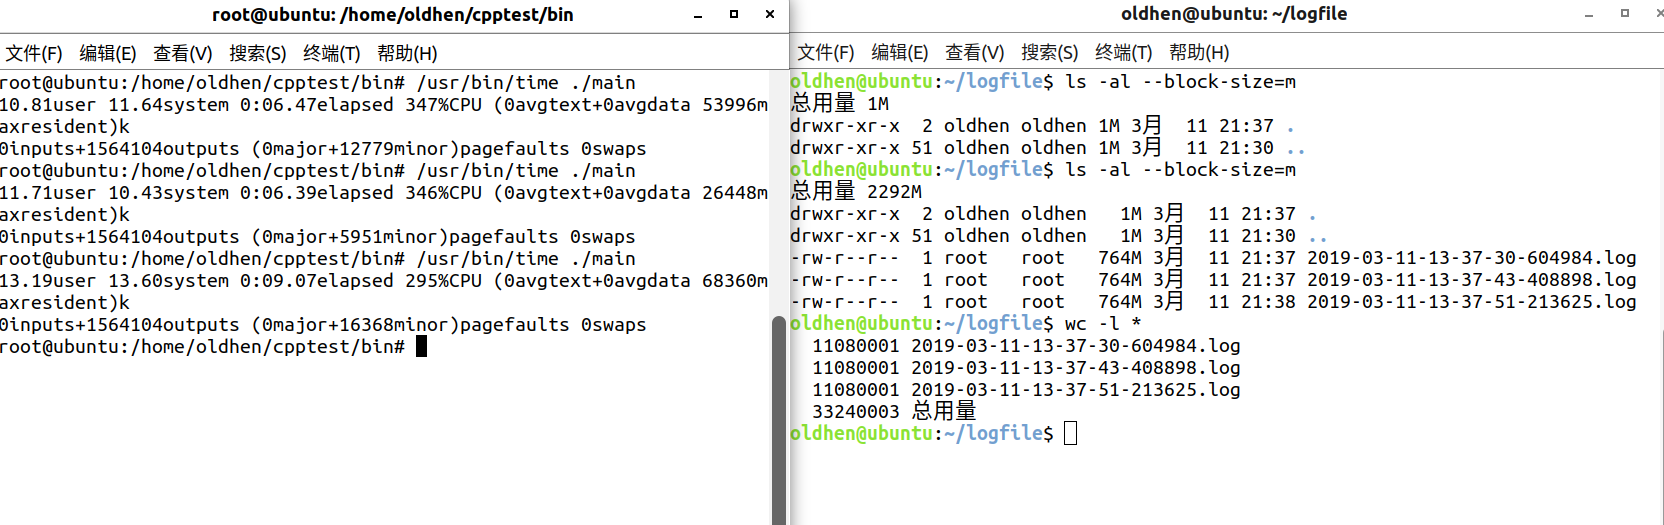 root@ubuntu: /home/oldhen/cpptest/bin
文件(F) 编辑(E) 查看(V) 搜索(S) 终端(T) 帮助(H)
root@ubuntu:/home/oldhen/cpptest/bin# /usr/bin/time ./main
10.81user 11.64system 0:06.47elapsed 347%CPU (0avgtext+0avgdata 53996m
axresident)k
0inputs+1564104outputs (0major+12779minor)pagefaults 0swaps
root@ubuntu:/home/oldhen/cpptest/bin# /usr/bin/time ./main
11.71user 10.43system 0:06.39elapsed 346%CPU (0avgtext+0avgdata 26448m
axresident)k
0inputs+1564104outputs (0major+5951minor)pagefaults 0swaps
root@ubuntu:/home/oldhen/cpptest/bin# /usr/bin/time ./main
13.19user 13.60system 0:09.07elapsed 295%CPU (0avgtext+0avgdata 68360m
axresident)k
0inputs+1564104outputs (0major+16368minor)pagefaults 0swaps
root@ubuntu:/home/oldhen/cpptest/bin#
oldhen@ubuntu: ~/logfile
文件(F) 编辑(E) 查看(V) 搜索(S) 终端(T) 帮助(H)
oldhen@ubuntu:~/logfile$ ls -al --block-size=m
总用量 1M
drwxr-xr-x  2 oldhen oldhen 1M 3月  11 21:37 .
drwxr-xr-x 51 oldhen oldhen 1M 3月  11 21:30 ..
oldhen@ubuntu:~/logfile$ ls -al --block-size=m
总用量 2292M
drwxr-xr-x  2 oldhen oldhen   1M 3月  11 21:37 .
drwxr-xr-x 51 oldhen oldhen   1M 3月  11 21:30 ..
-rw-r--r--  1 root   root   764M 3月  11 21:37 2019-03-11-13-37-30-604984.log
-rw-r--r--  1 root   root   764M 3月  11 21:37 2019-03-11-13-37-43-408898.log
-rw-r--r--  1 root   root   764M 3月  11 21:38 2019-03-11-13-37-51-213625.log
oldhen@ubuntu:~/logfile$ wc -l *
  11080001 2019-03-11-13-37-30-604984.log
  11080001 2019-03-11-13-37-43-408898.log
  11080001 2019-03-11-13-37-51-213625.log
  33240003 总用量
oldhen@ubuntu:~/logfile$